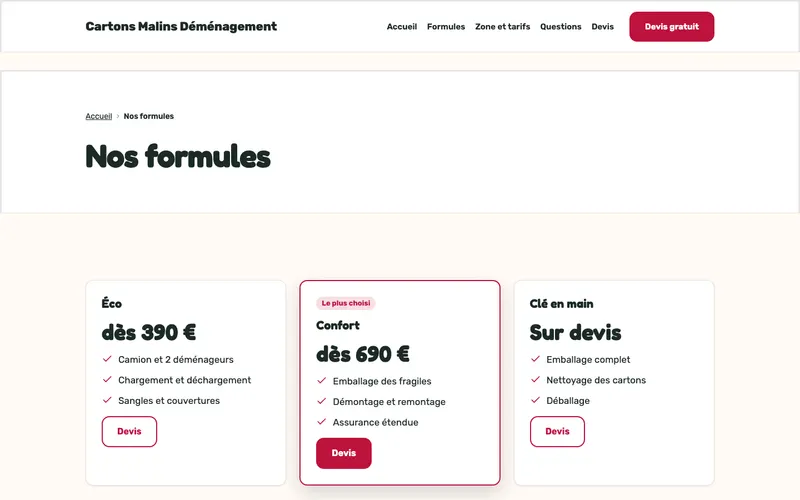 Cartons Malins Déménagement
Accueil Formules Zone et tarifs Questions Devis Devis gratuit
Accueil › Nos formules
Nos formules
Éco
dès 390 €
Camion et 2 déménageurs
Chargement et déchargement
Sangles et couvertures
Devis
Le plus choisi
Confort
dès 690 €
Emballage des fragiles
Démontage et remontage
Assurance étendue
Devis
Clé en main
Sur devis
Emballage complet
Nettoyage des cartons
Déballage
Devis